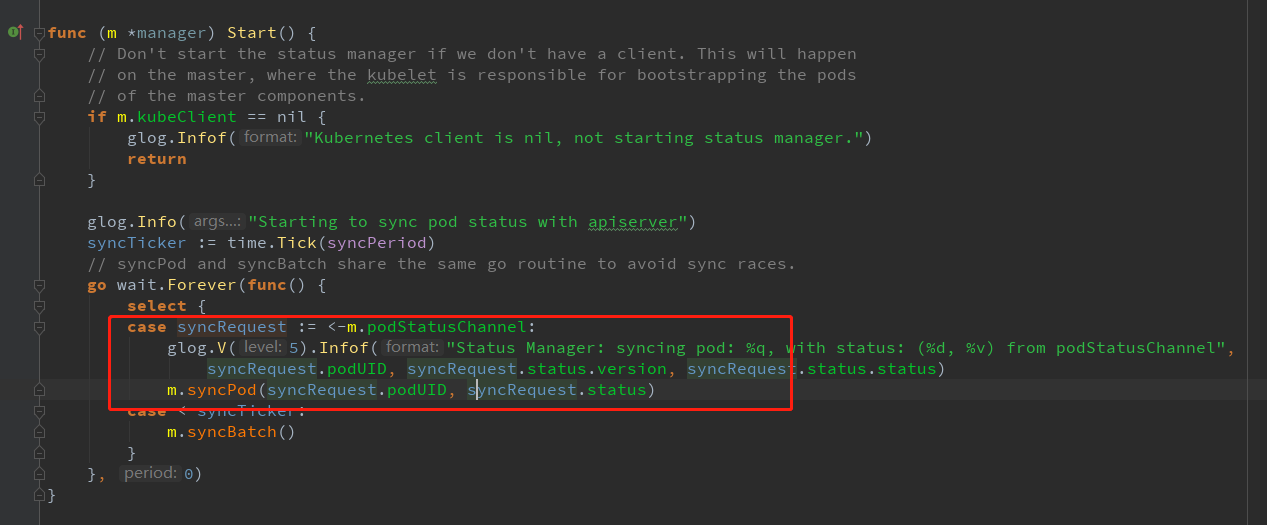 func (m *manager) Start() {
// Don't start the status manager if we don't have a client. This will happen
// on the master, where the kubelet is responsible for bootstrapping the pods
// of the master components.
if m.kubeClient == nil {
glog.Infof( format: "Kubernetes client is nil, not starting status manager.")
return
}
glog.Info( args...: "Starting to sync pod status with apiserver")
syncTicker := time.Tick(syncPeriod)
// syncPod and syncBatch share the same go routine to avoid sync races.
go wait.Forever(func() {
select {
case syncRequest := <-m.podStatusChannel:
glog.V( level: 5).Infof( format: "Status Manager: syncing pod: %q, with status: (%d, %v) from podStatusChannel",
syncRequest.podUID, syncRequest.status.version, syncRequest.status.status)
m.syncPod(syncRequest.podUID, syncRequest.status)
case <-syncTicker:
m.syncBatch()
}
}, period: 0)
}